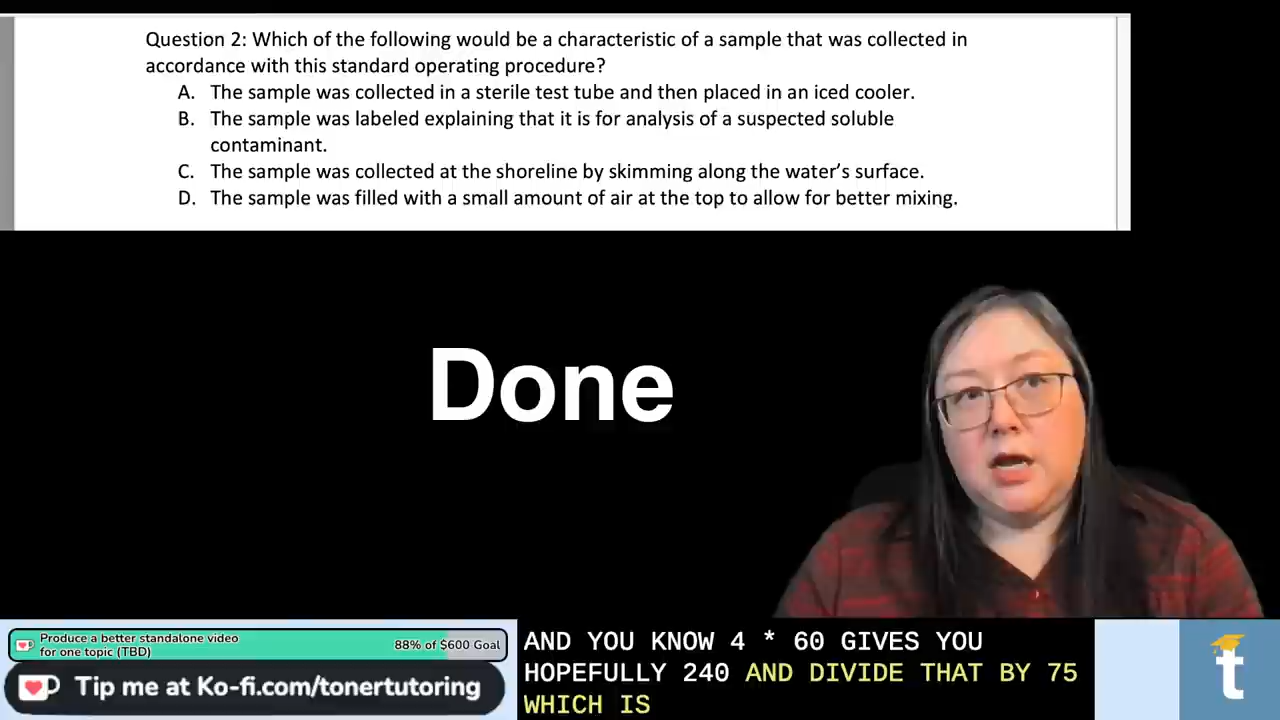 Question 2: Which of the following would be a characteristic of a sample that was collected in
accordance with this standard operating procedure?
A. The sample was collected in a sterile test tube and then placed in an iced cooler.
B. The sample was labeled explaining that it is for analysis of a suspected soluble
contaminant.
C. The sample was collected at the shoreline by skimming along the water's surface.
D. The sample was filled with a small amount of air at the top to allow for better mixing.
Done
Produce a better standalone video
for one topic (TBD)
88% of $600 Goal
Tip me at Ko-fi.com/tonertutoring
AND YOU KNOW 4 * 60 GIVES YOU
HOPEFULLY 240 AND DIVIDE THAT BY 75
WHICH IS
t